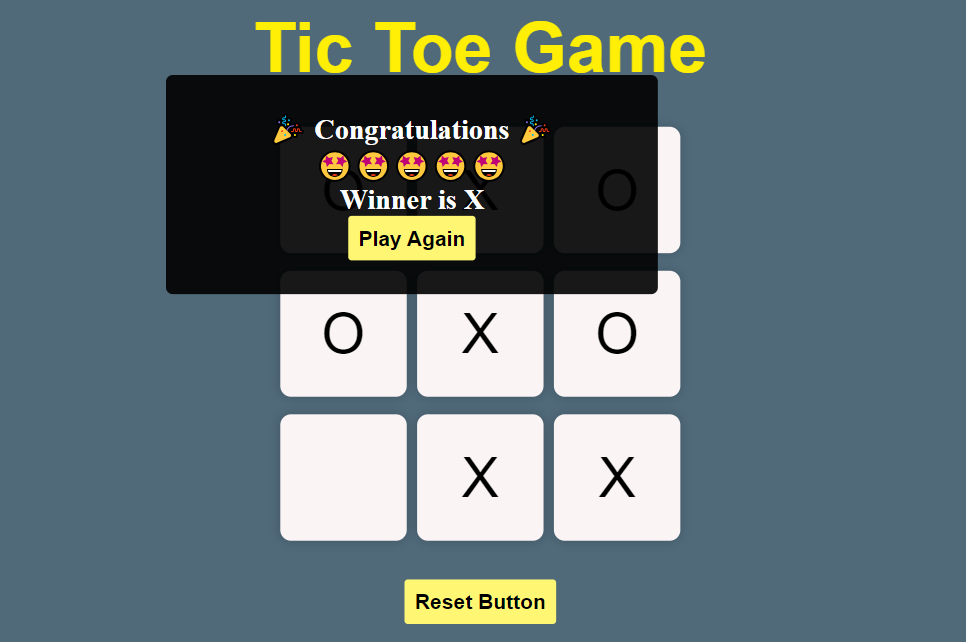 Tic Toe Game
🎉 Congratulations 🎉
🤩🤩🤩🤩🤩
Winner is X
Play Again
O X O
O X O
X X
Reset Button